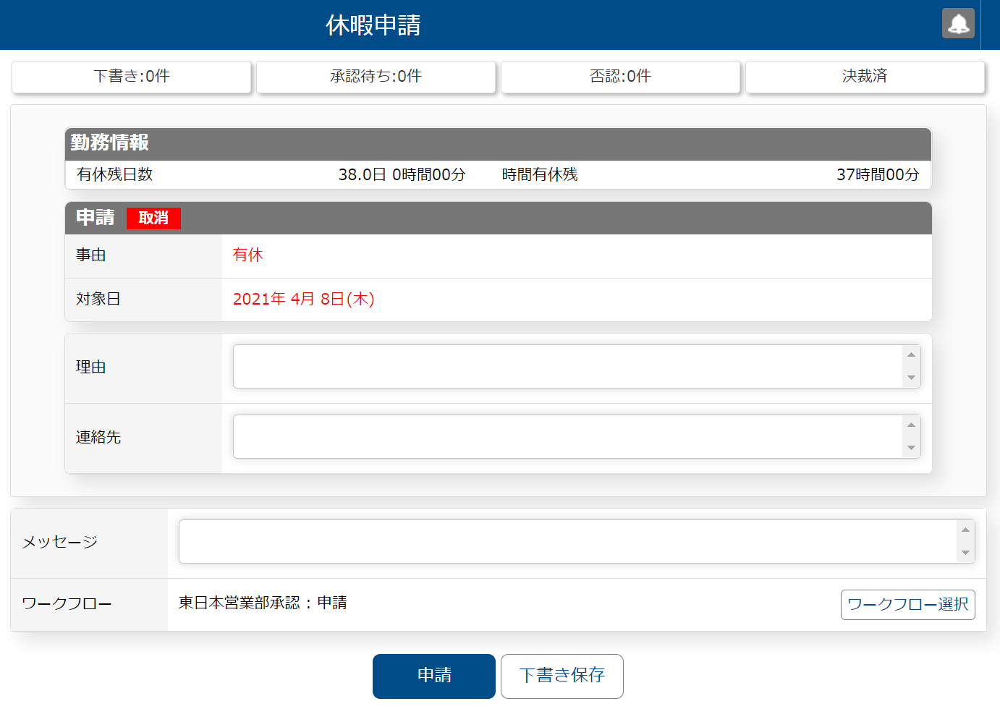 休暇申請
下書き:0件 承認待ち:0件 否認:0件 決裁済
勤務情報
有休残日数 38.0日 0時間00分 時間有休残 37時間00分
申請 取消
事由 有休
対象日 2021年 4月 8日(木)
理由
連絡先
メッセージ
ワークフロー 東日本営業部承認：申請 ワークフロー選択
申請 下書き保存